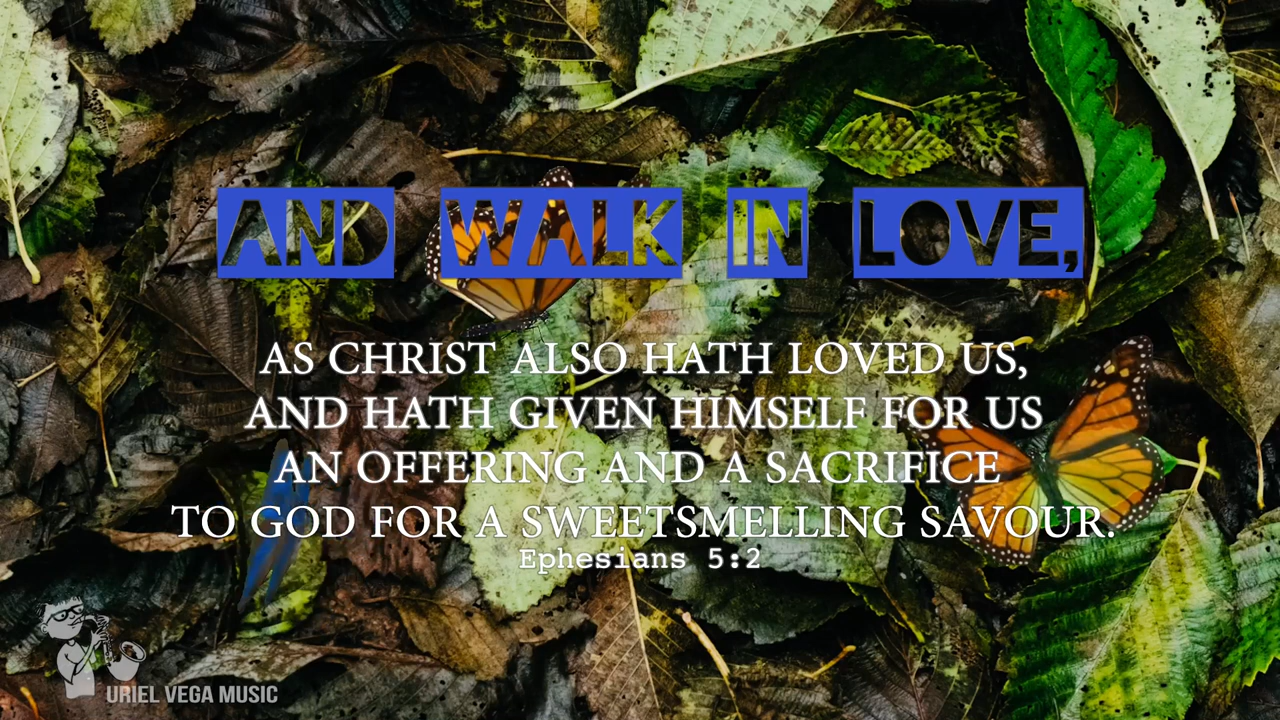 AND WALK IN LOVE,
AS CHRIST ALSO HATH LOVED US,
AND HATH GIVEN HIMSELF FOR US
AN OFFERING AND A SACRIFICE
TO GOD FOR A SWEETSMELLING SAVOUR.
Ephesians 5:2
URIEL VEGA MUSIC